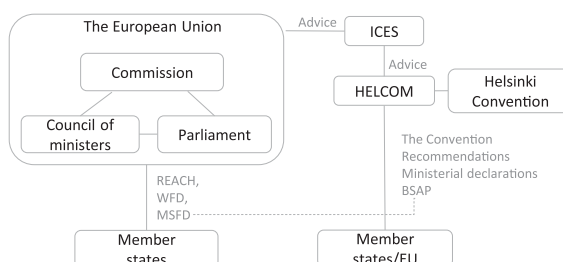 The European Union
Commission
Council of
ministers
Parliament
Advice
ICES
Advice
HELCOM
Helsinki
Convention
REACH,
WFD,
MSFD
The Convention
Recommendations
Ministerial declarations
BSAP
Member
states
Member
states/EU